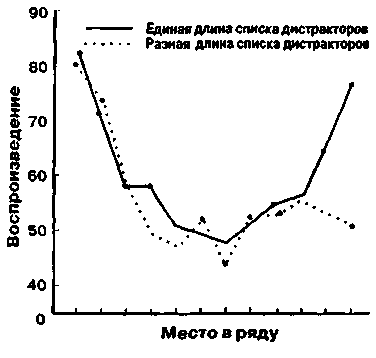 90
Единая длина списка дистракторов
Разная длина списка дистракторов
80
70
60
50
40
0
Воспроизведение
Место в ряду